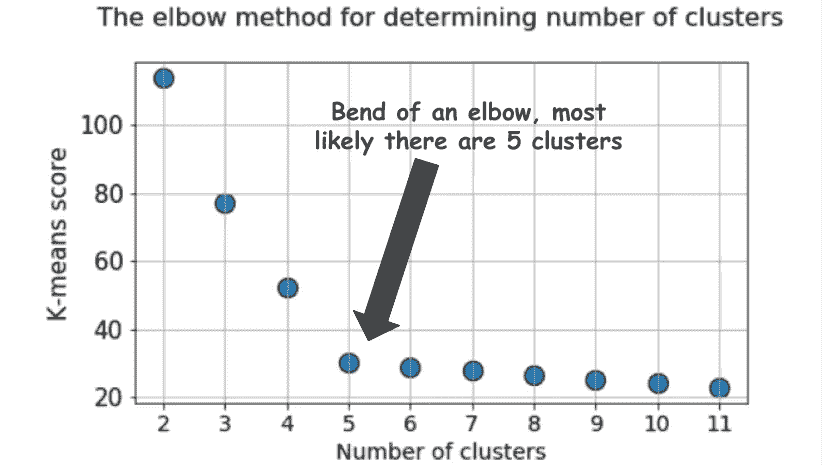 The elbow method for determining number of clusters
Bend of an elbow, most
likely there are 5 clusters
K-means score
100
80
60
40
20
2 3 4 5 6 7 8 9 10 11
Number of clusters